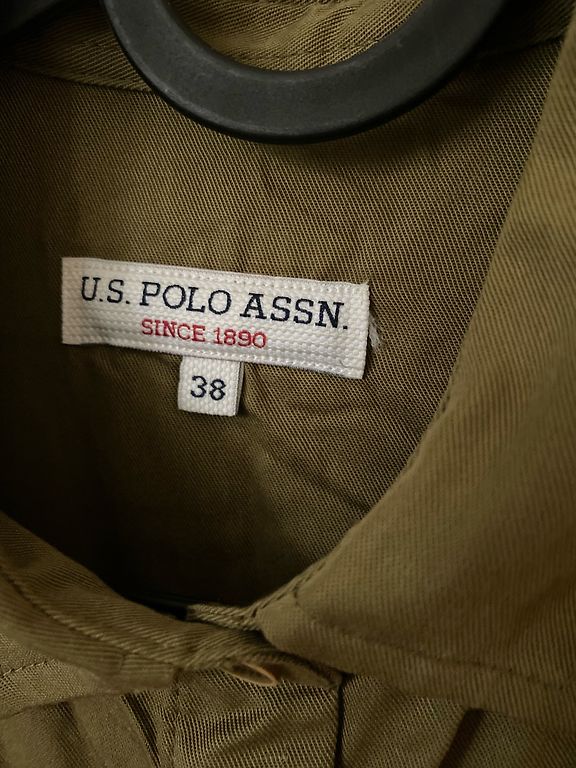 U.S. POLO ASSN.
SINCE 1890
38